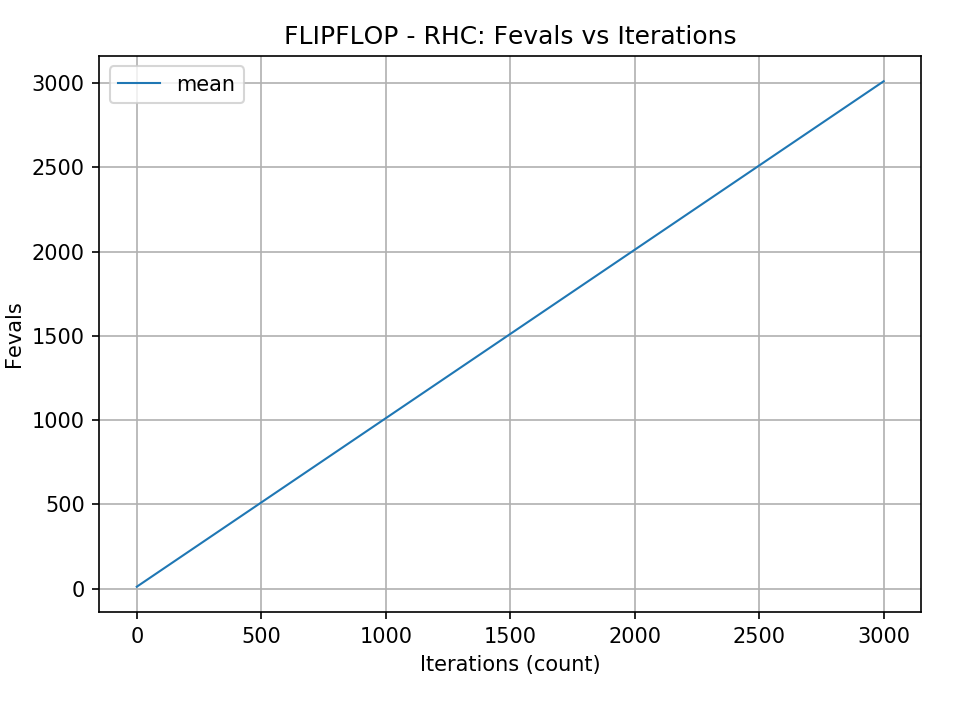 FLIPFLOP - RHC: Fevals vs Iterations
mean
Fevals
3000
2500
2000
1500
1000
500
0
0 500 1000 1500 2000 2500 3000
Iterations (count)